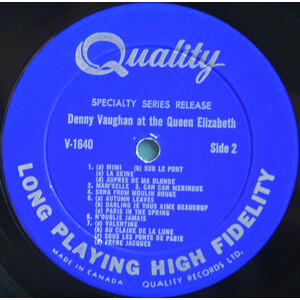 Quality
SPECIALTY SERIES RELEASE
Denny Vaughan at the Queen Elizabeth
V-1640 Side 2
1. (a) MIMI (b) SUR LE PONT
(c) LA SEINE
(d) AUPRES DE MA BLONDE
2. MAM'SELLE 3. CAN CAN MERINGUE
4. SONG FROM MOULIN ROUGE
5. (a) AUTUMN LEAVES
(b) DARLING JE VOUS AIME BEAUCOUP
(c) PARIS IN THE SPRING
6. N'OUBLIE JAMAIS
7. (a) VALENTINE
(b) AU CLAIRE DE LA LUNE
(c) SOUS LES PONTS DE PARIS
(d) FRERE JACQUES
LONG PLAYING HIGH FIDELITY
MADE IN CANADA QUALITY RECORDS LTD.